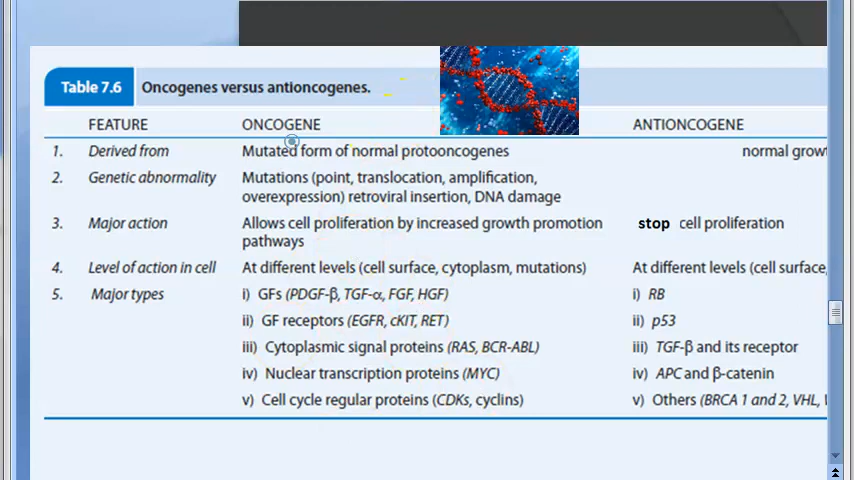 Table 7.6 Oncogenes versus antioncogenes.
FEATURE ONCOGENE ANTIONCOGENE
1. Derived from Mutated form of normal protooncogenes normal
2. Genetic abnormality Mutations (point, translocation, amplification,
overexpression) retroviral insertion, DNA damage
3. Major action Allows cell proliferation by increased growth promotion stop cell proliferation
pathways
4. Level of action in cell At different levels (cell surface, cytoplasm, mutations) At different levels (cell surface,
5. Major types i) GFs (PDGF-β, TGF-α, FGF, HGF) i) RB
ii) GF receptors (EGFR, cKIT, RET) ii) p53
iii) Cytoplasmic signal proteins (RAS, BCR-ABL) iii) TGF-β and its receptor
iv) Nuclear transcription proteins (MYC) iv) APC and β-catenin
v) Cell cycle regular proteins (CDKs, cyclins) v) Others (BRCA 1 and 2, VHL,